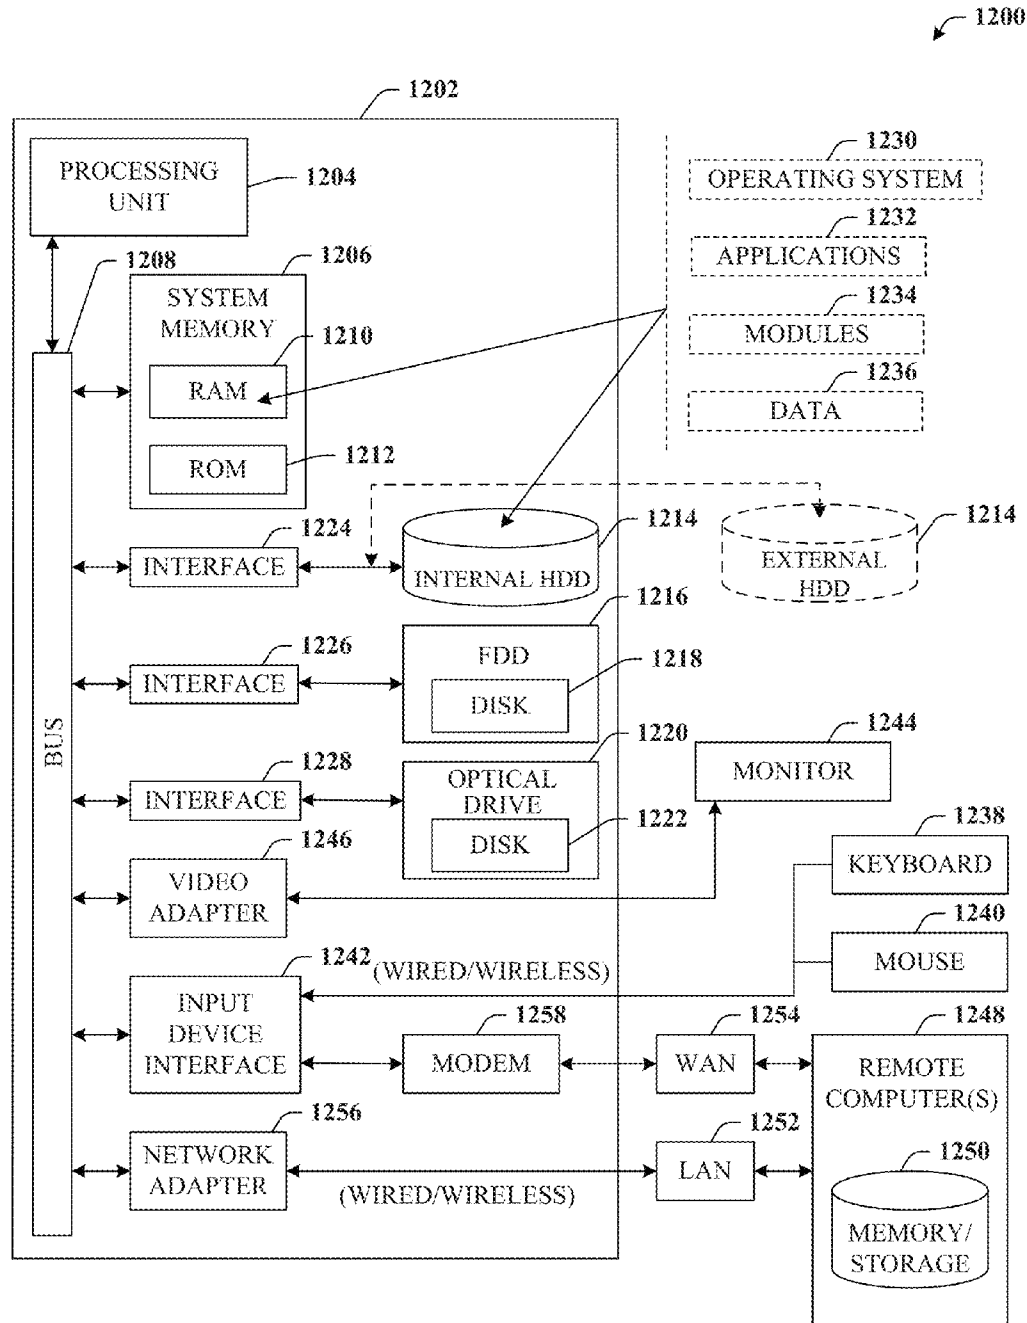 1200
1202
PROCESSING
UNIT
1204
1230
OPERATING SYSTEM
1232
APPLICATIONS
1234
MODULES
1236
DATA
1208
1206
SYSTEM
MEMORY
1210
RAM
1212
ROM
BUS
1224
INTERFACE
1214
INTERNAL HDD
1214
EXTERNAL
HDD
1226
INTERFACE
1216
FDD
1218
DISK
1228
INTERFACE
1220
OPTICAL
DRIVE
1222
DISK
1244
MONITOR
1246
VIDEO
ADAPTER
1238
KEYBOARD
1240
MOUSE
1242
INPUT
DEVICE
INTERFACE
(WIRED/WIRELESS)
1258
MODEM
1254
WAN
1248
REMOTE
COMPUTER(S)
1256
NETWORK
ADAPTER
(WIRED/WIRELESS)
1252
LAN
1250
MEMORY/
STORAGE